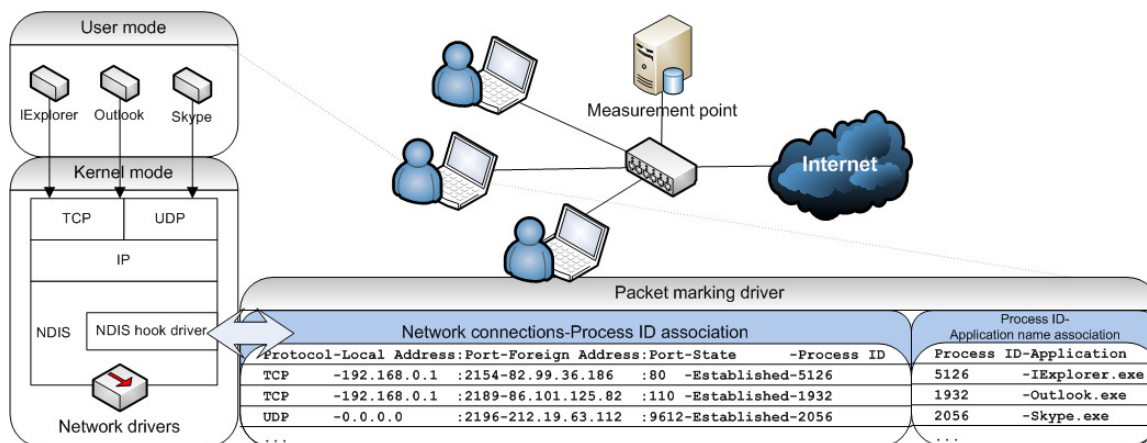 User mode
IExplorer
Outlook
Skype
Kernel mode
TCP
UDP
IP
NDIS
NDIS hook driver
Network drivers
Measurement point
Internet
Packet marking driver
Network connections-Process ID association
Protocol-Local Address:Port-Foreign Address:Port-State -Process ID
TCP -192.168.0.1 :2154-82.99.36.186 :80 -Established-5126
TCP -192.168.0.1 :2189-86.101.125.82 :110 -Established-1932
UDP -0.0.0.0 :2196-212.19.63.112 :9612-Established-2056
...
Process ID-
Application name association
Process ID-Application
5126 -IExplorer.exe
1932 -Outlook.exe
2056 -Skype.exe
...